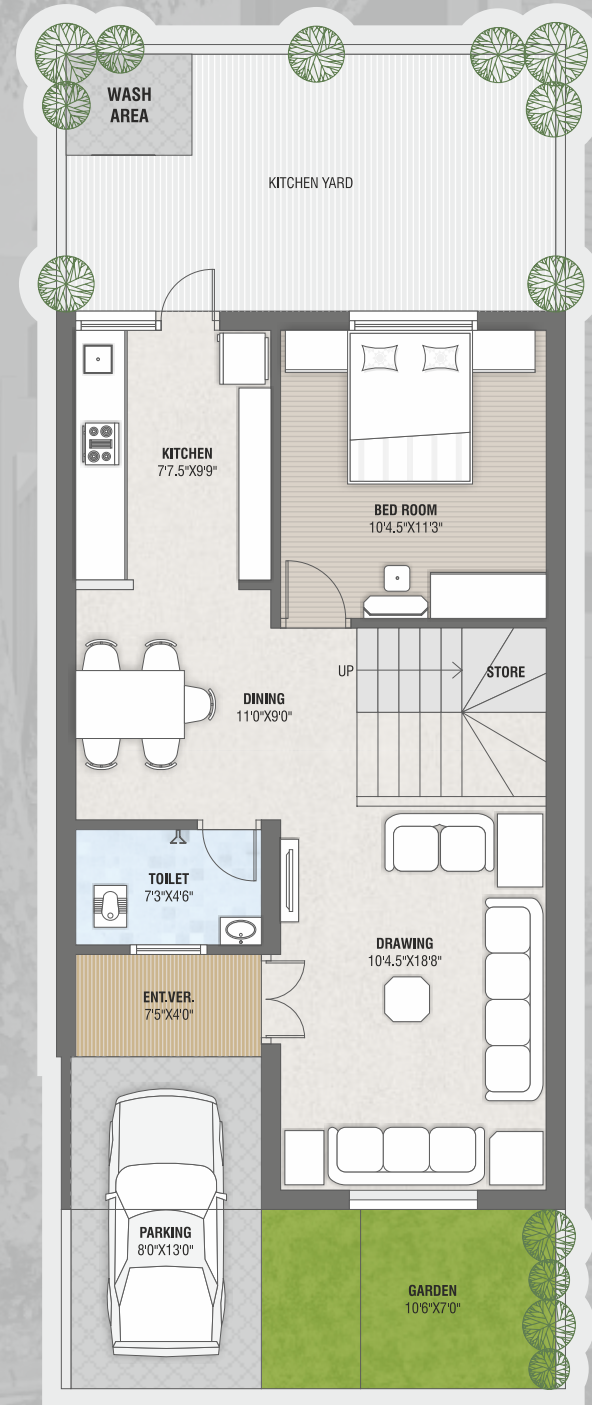 WASH
AREA
KITCHEN YARD
KITCHEN
7'7.5"X9'9"
BED ROOM
10'4.5"X11'3"
UP
STORE
DINING
11'0"X9'0"
TOILET
7'3"X4'6"
DRAWING
10'4.5"X18'8"
ENT.VER.
7'5"X4'0"
PARKING
8'0"X13'0"
GARDEN
10'6"X7'0"